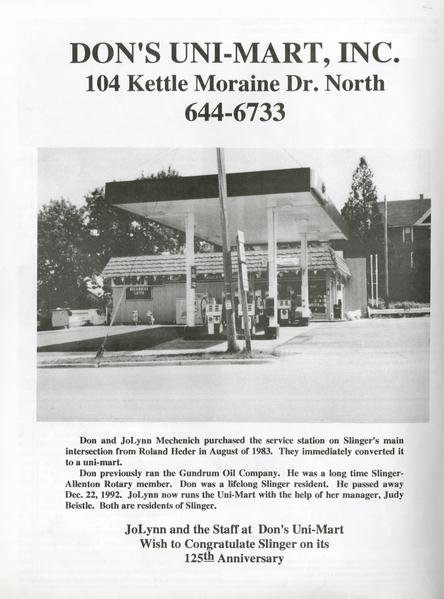 DON'S UNI-MART, INC.
104 Kettle Moraine Dr. North
644-6733
Don and JoLynn Mechenich purchased the service station on Slinger's main
intersection from Roland Heder in August of 1983. They immediately converted it
to a uni-mart.
Don previously ran the Gundrum Oil Company. He was a long time Slinger-
Allenton Rotary member. Don was a lifelong Slinger resident. He passed away
Dec. 22, 1992. JoLynn now runs the Uni-Mart with the help of her manager, Judy
Beistle. Both are residents of Slinger.
JoLynn and the Staff at Don's Uni-Mart
Wish to Congratulate Slinger on its
125th Anniversary